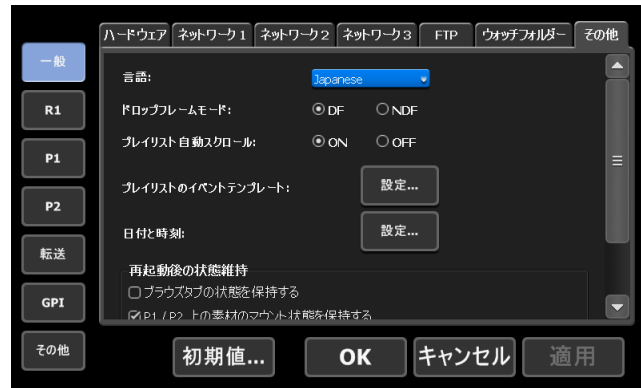 ハードウェア ネットワーク1 ネットワーク2 ネットワーク3 FTP ウォッチフォルダー その他
一般
R1
P1
P2
転送
GPI
その他
言語: Japanese
ドロップフレームモード: DF NDF
プレイリスト自動スクロール: ON OFF
プレイリストのイベントテンプレート: 設定...
日付と時刻: 設定...
再起動後の状態維持
ブラウズタブの状態を保持する
P1 / P2 上の素材のマウント状態を保持する
初期値... OK キャンセル 適用